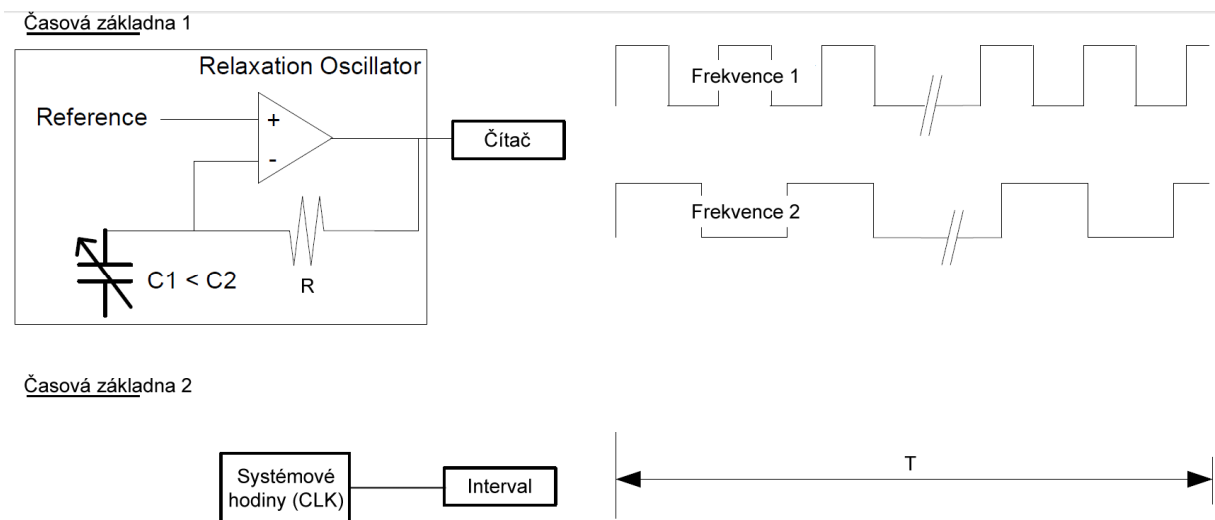 Časová základna 1
Relaxation Oscillator
Reference
+
-
Čítač
C1 < C2
R
Frekvence 1
Frekvence 2
Časová základna 2
Systémové
hodiny (CLK)
Interval
T